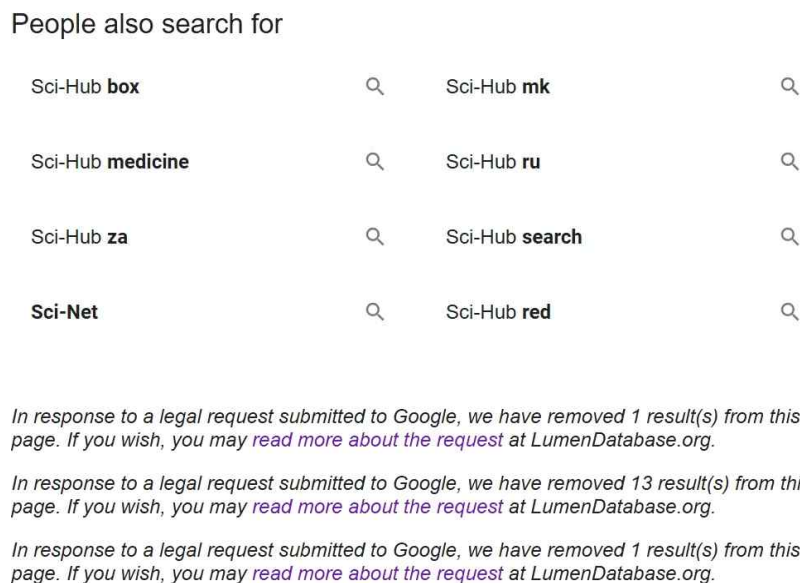 People also search for
Sci-Hub box
Sci-Hub mk
Sci-Hub medicine
Sci-Hub ru
Sci-Hub za
Sci-Hub search
Sci-Net
Sci-Hub red
In response to a legal request submitted to Google, we have removed 1 result(s) from this
page. If you wish, you may read more about the request at LumenDatabase.org.
In response to a legal request submitted to Google, we have removed 13 result(s) from thi
page. If you wish, you may read more about the request at LumenDatabase.org.
In response to a legal request submitted to Google, we have removed 1 result(s) from this
page. If you wish, you may read more about the request at LumenDatabase.org.